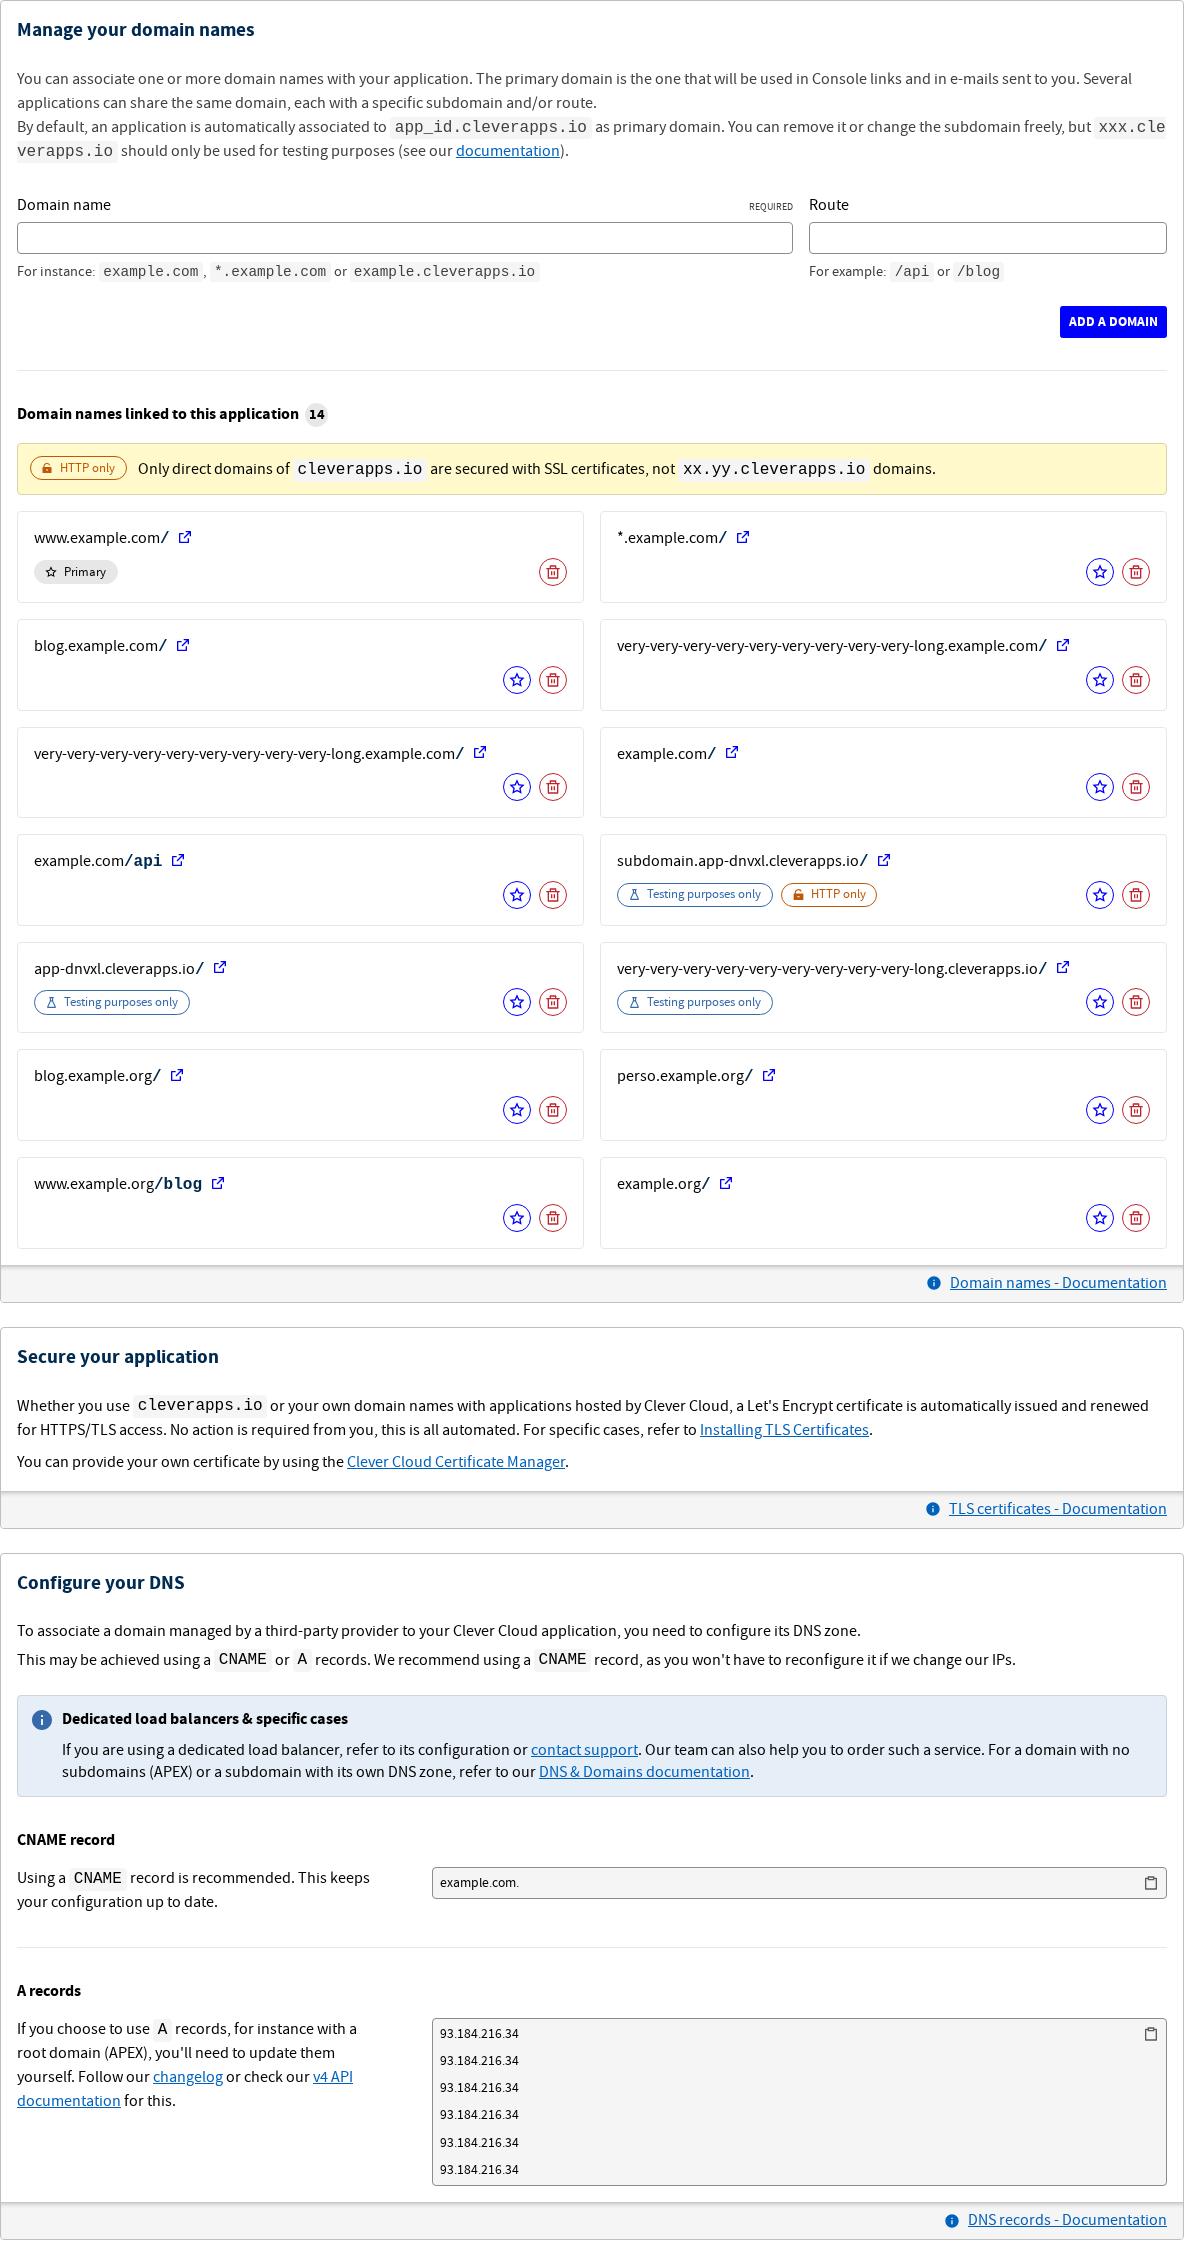 Manage your domain names
You can associate one or more domain names with your application. The primary domain is the one that will be used in Console links and in e-mails sent to you. Several
applications can share the same domain, each with a specific subdomain and/or route.
By default, an application is automatically associated to app_id.cleverapps.io as primary domain. You can remove it or change the subdomain freely, but xxx.cle
verapps.io should only be used for testing purposes (see our documentation).
Domain name REQUIRED Route
For instance: example.com, *.example.com or example.cleverapps.io For example: /api or /blog
ADD A DOMAIN
Domain names linked to this application 14
HTTP only Only direct domains of cleverapps.io are secured with SSL certificates, not xx.yy.cleverapps.io domains.
www.example.com/ *.example.com/
Primary
blog.example.com/ very-very-very-very-very-very-very-very-very-long.example.com/
very-very-very-very-very-very-very-very-very-long.example.com/ example.com/
example.com/api subdomain.app-dnvxl.cleverapps.io/
Testing purposes only HTTP only
app-dnvxl.cleverapps.io/ very-very-very-very-very-very-very-very-very-long.cleverapps.io/
Testing purposes only Testing purposes only
blog.example.org/ perso.example.org/
www.example.org/blog example.org/
Domain names - Documentation
Secure your application
Whether you use cleverapps.io or your own domain names with applications hosted by Clever Cloud, a Let's Encrypt certificate is automatically issued and renewed
for HTTPS/TLS access. No action is required from you, this is all automated. For specific cases, refer to Installing TLS Certificates.
You can provide your own certificate by using the Clever Cloud Certificate Manager.
TLS certificates - Documentation
Configure your DNS
To associate a domain managed by a third-party provider to your Clever Cloud application, you need to configure its DNS zone.
This may be achieved using a CNAME or A records. We recommend using a CNAME record, as you won't have to reconfigure it if we change our IPs.
Dedicated load balancers & specific cases
If you are using a dedicated load balancer, refer to its configuration or contact support. Our team can also help you to order such a service. For a domain with no
subdomains (APEX) or a subdomain with its own DNS zone, refer to our DNS & Domains documentation.
CNAME record
Using a CNAME record is recommended. This keeps
your configuration up to date.
example.com.
A records
If you choose to use A records, for instance with a
root domain (APEX), you'll need to update them
yourself. Follow our changelog or check our v4 API
documentation for this.
93.184.216.34
93.184.216.34
93.184.216.34
93.184.216.34
93.184.216.34
93.184.216.34
DNS records - Documentation